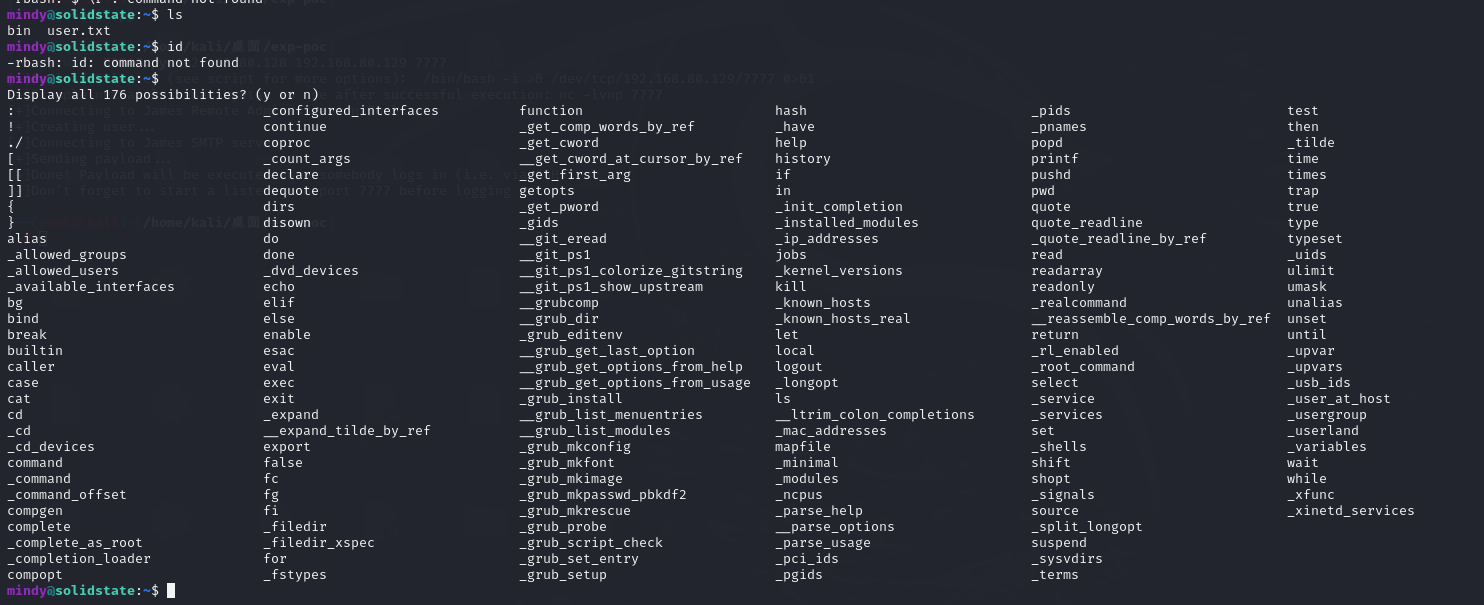 -rbash: $'\r': command not found
mindy@solidstate:~$ ls
bin  user.txt
mindy@solidstate:~$ id
-rbash: id: command not found
mindy@solidstate:~$
Display all 176 possibilities? (y or n)
:                      _configured_interfaces      function                        hash                       _pids                            test
!                      continue                    _get_comp_words_by_ref          _have                      _pnames                          then
./                     coproc                      _get_cword                      help                       popd                             _tilde
[                      _count_args                 __get_cword_at_cursor_by_ref    history                    printf                           time
[[                     declare                     _get_first_arg                  if                         pushd                            times
]]                     dequote                     getopts                         in                         pwd                              trap
{                      dirs                        _get_pword                      _init_completion           quote                            true
}                      disown                      _gids                           _installed_modules         quote_readline                   type
alias                  do                          __git_eread                     _ip_addresses              _quote_readline_by_ref           typeset
_allowed_groups        done                        __git_ps1                       jobs                       read                             _uids
_allowed_users         _dvd_devices                __git_ps1_colorize_gitstring    _kernel_versions           readarray                        ulimit
_available_interfaces  echo                        __git_ps1_show_upstream         kill                       readonly                         umask
bg                     elif                        __grubcomp                      _known_hosts               _realcommand                     unalias
bind                   else                        __grub_dir                      _known_hosts_real          __reassemble_comp_words_by_ref   unset
break                  enable                      _grub_editenv                   let                        return                           until
builtin                esac                        __grub_get_last_option          local                      _rl_enabled                      _upvar
caller                 eval                        __grub_get_options_from_help    logout                     _root_command                    _upvars
case                   exec                        __grub_get_options_from_usage   _longopt                   select                           _usb_ids
cat                    exit                        _grub_install                   ls                         _service                         _user_at_host
cd                     _expand                     __grub_list_menuentries         __ltrim_colon_completions  _services                        _usergroup
_cd                    __expand_tilde_by_ref       __grub_list_modules             _mac_addresses             set                              _userland
_cd_devices            export                      _grub_mkconfig                  mapfile                    _shells                          _variables
command                false                       _grub_mkfont                    _minimal                   shift                            wait
_command               fc                          _grub_mkimage                   _modules                   shopt                            while
_command_offset        fg                          _grub_mkpasswd_pbkdf2           _ncpus                     _signals                         _xfunc
compgen                fi                          _grub_mkrescue                  _parse_help                source                           _xinetd_services
complete               _filedir                    _grub_probe                     __parse_options            _split_longopt
_complete_as_root      _filedir_xspec              _grub_script_check              _parse_usage               suspend
_completion_loader     for                         _grub_set_entry                 _pci_ids                   _sysvdirs
compopt                _fstypes                    _grub_setup                     _pgids                     _terms
mindy@solidstate:~$